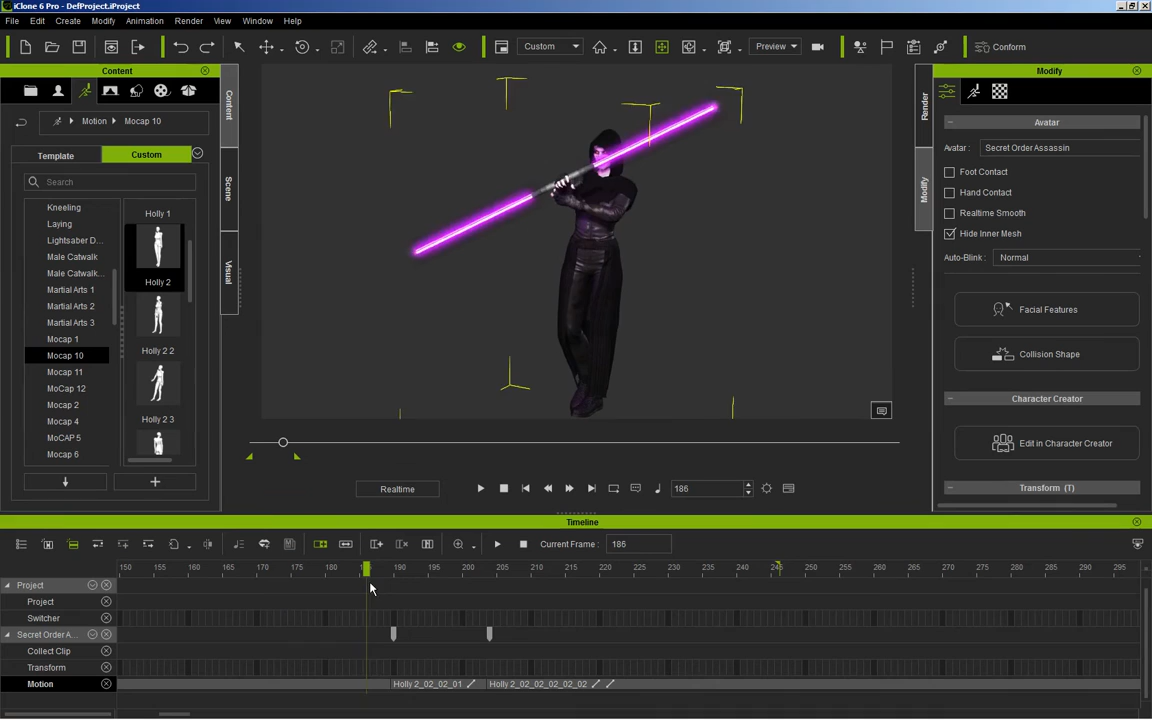 iClone 6 Pro - DefProject.iProject
File Edit Create Modify Animation Render View Window Help
Custom Preview Conform
Content
Motion Mocap 10
Template Custom
Search
Kneeling
Laying
Lightsaber D...
Male Catwalk
Male Catwalk...
Martial Arts 1
Martial Arts 2
Martial Arts 3
Mocap 1
Mocap 10
Mocap 11
MoCap 12
Mocap 2
Mocap 4
MoCAP 5
Mocap 6
Holly 1
Holly 2
Holly 2 2
Holly 2 3
Content
Scene
Visual
Render
Modify
Modify
Avatar
Avatar : Secret Order Assassin
Foot Contact
Hand Contact
Realtime Smooth
Hide Inner Mesh
Auto-Blink : Normal
Facial Features
Collision Shape
Character Creator
Edit in Character Creator
Transform (T)
Realtime 186
Timeline
Current Frame : 186
150 155 160 165 170 175 180 190 195 200 205 210 215 220 225 230 235 240 245 250 255 260 265 270 275 280 285 290 295
Project
Project
Switcher
Secret Order A...
Collect Clip
Transform
Motion Holly 2_02_02_01 Holly 2_02_02_02_02_02